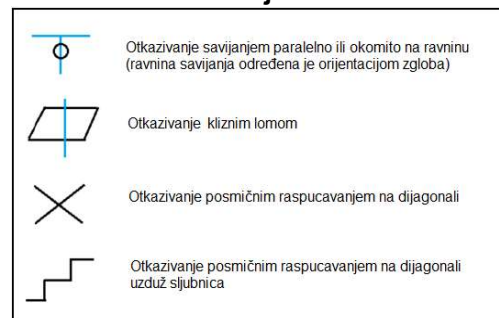 Otkazivanje savijanjem paralelno ili okomito na ravninu
(ravnina savijanja određena je orijentacijom zgloba)
Otkazivanje kliznim lomom
Otkazivanje posmičnim raspucavanjem na dijagonali
Otkazivanje posmičnim raspucavanjem na dijagonali
uzduž sljubnica